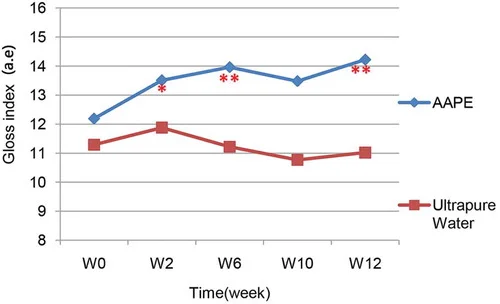 16
15
14
13
12
11
10
9
8
Gloss index (a.e)
*
**
**
W0 W2 W6 W10 W12
Time(week)
AAPE
Ultrapure
Water